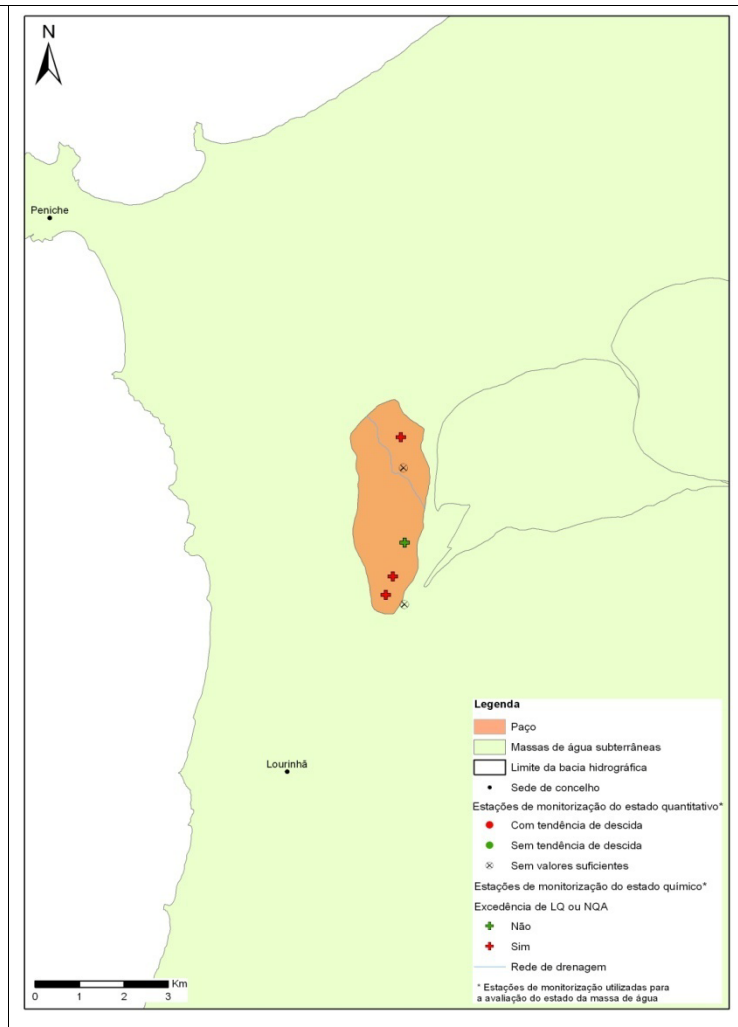 N
Peniche
Lourinhã
Legenda
Paço
Massas de água subterrâneas
Limite da bacia hidrográfica
Sede de concelho
Estações de monitorização do estado quantitativo*
Com tendência de descida
Sem tendência de descida
Sem valores suficientes
Estações de monitorização do estado químico*
Excedência de LQ ou NQA
Não
Sim
Rede de drenagem
* Estações de monitorização utilizadas para
a avaliação do estado da massa de água
Km
0 1 2 3